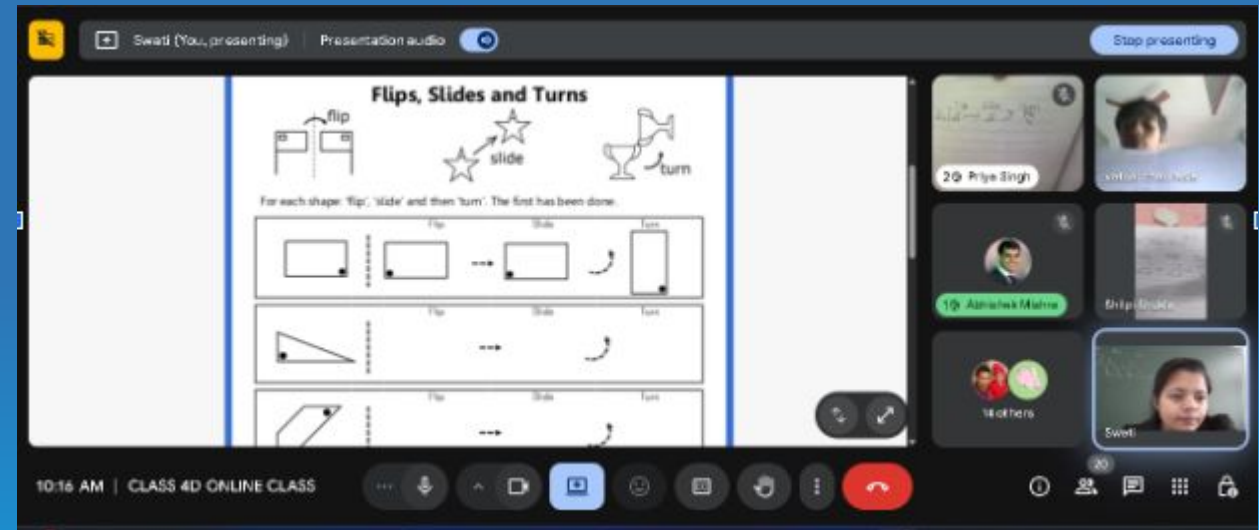 Swati (You, presenting) Presentation audio Stop presenting
Flips, Slides and Turns
flip
slide
turn
For each shape: 'flip', 'slide' and then 'turn'. The first has been done.
Flip Slide Turn
Flip Slide Turn
Flip Slide Turn
Priye Singh
Abhishek Mishra
Shilpi
14 others
Swati
10:16 AM | CLASS 4D ONLINE CLASS
20